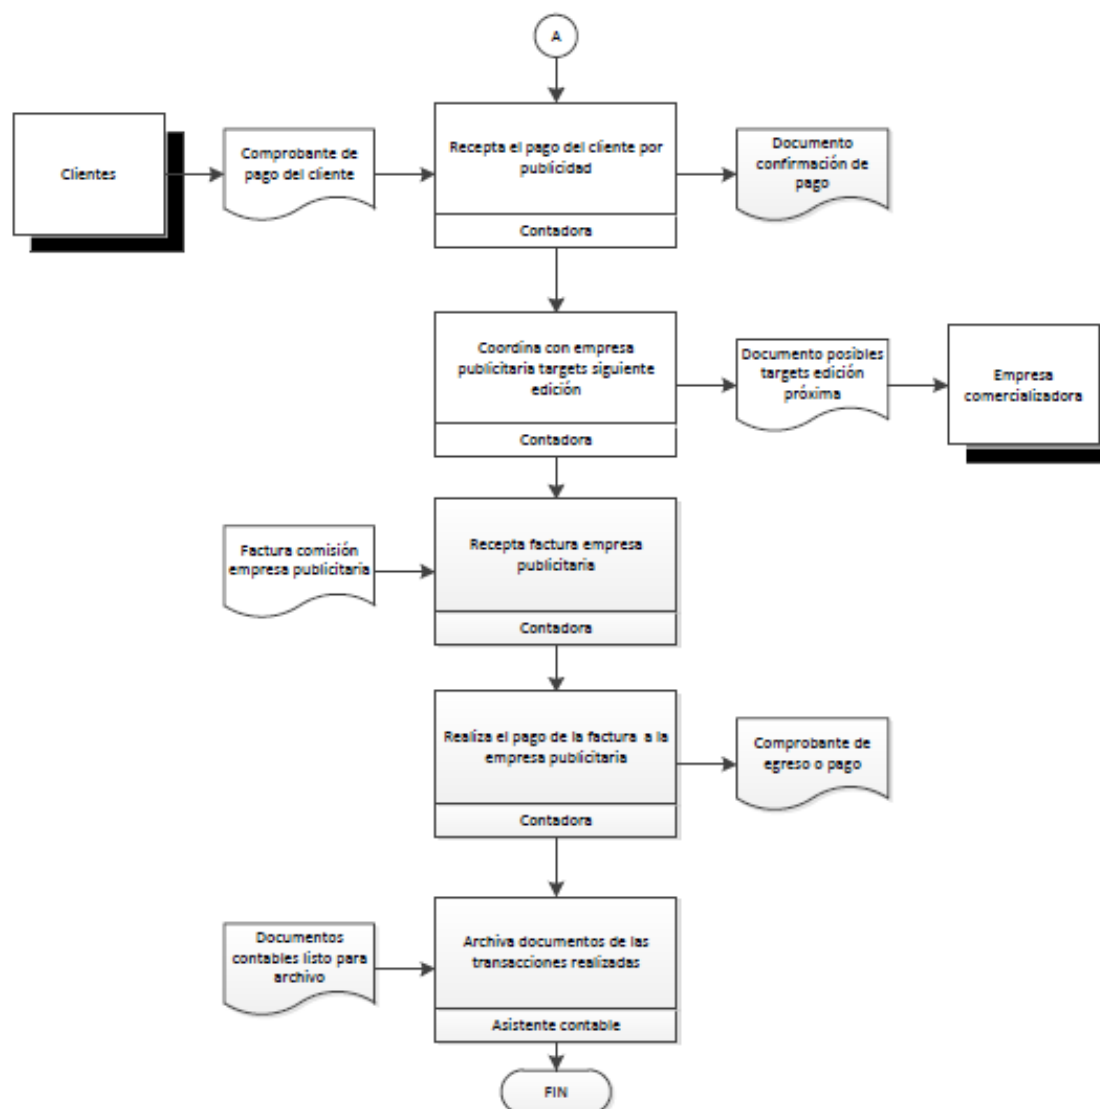 A
Clientes
Comprobante de
pago del cliente
Recepta el pago del cliente por
publicidad
Contadora
Documento
confirmación de
pago
Coordina con empresa
publicitaria targets siguiente
edición
Contadora
Documento posibles
targets edición
próxima
Empresa
comercializadora
Factura comisión
empresa publicitaria
Recepta factura empresa
publicitaria
Contadora
Realiza el pago de la factura a la
empresa publicitaria
Contadora
Comprobante de
egreso o pago
Documentos
contables listo para
archivo
Archiva documentos de las
transacciones realizadas
Asistente contable
FIN